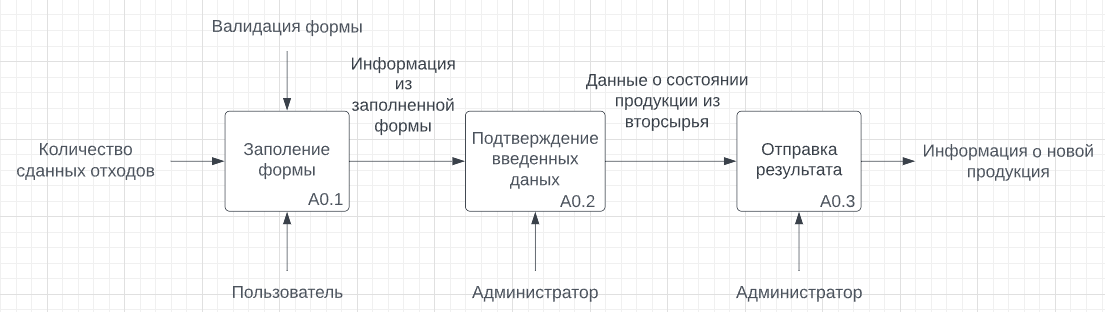 Валидация формы
Информация
из
заполненной
формы
Данные о состоянии
продукции из
вторсырья
Количество
сданных отходов
Заполение
формы
A0.1
Подтверждение
введенных
даных
A0.2
Отправка
результата
A0.3
Информация о новой
продукция
Пользователь
Администратор
Администратор